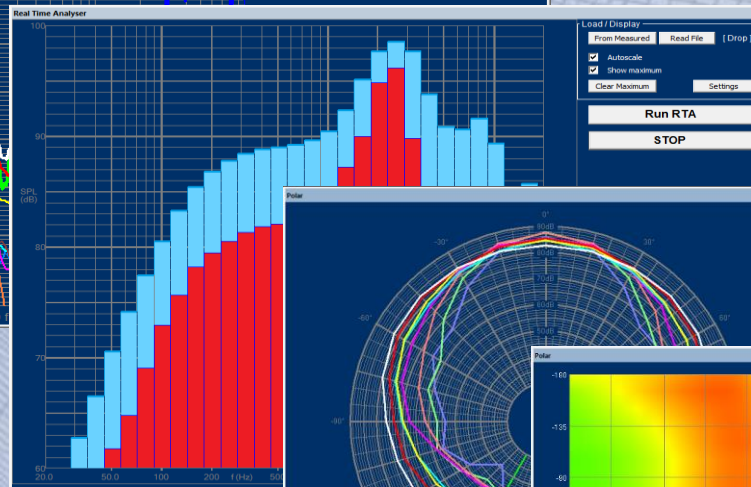 Real Time Analyser
100
90
80
70
60
SPL
(dB)
20.0
50.0
100
200
f(Hz)
500
Load / Display
From Measured
Read File
[ Drop ]
Autoscale
Show maximum
Clear Maximum
Settings
Run RTA
STOP
Polar
0°
-30°
30°
-60°
60°
-90°
90dB
80dB
70dB
60dB
50dB
Polar
-180
-135
-90
f